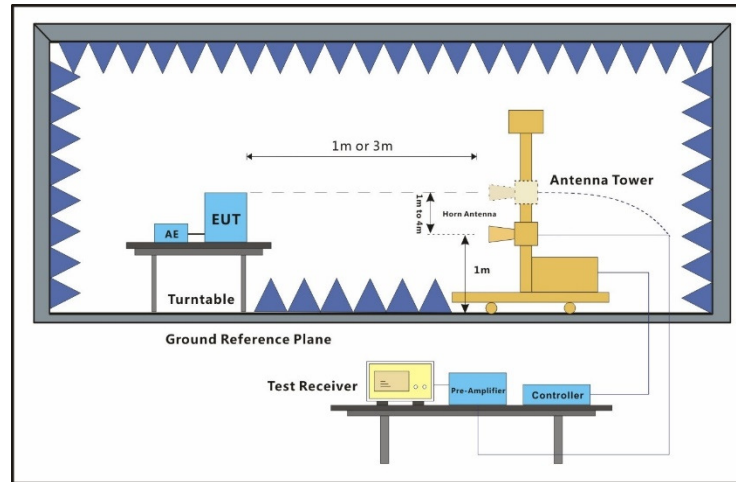 1m or 3m
Antenna Tower
1m to 4m
Horn Antenna
EUT
AE
1m
Turntable
Ground Reference Plane
Test Receiver
Pre-Amplifier
Controller